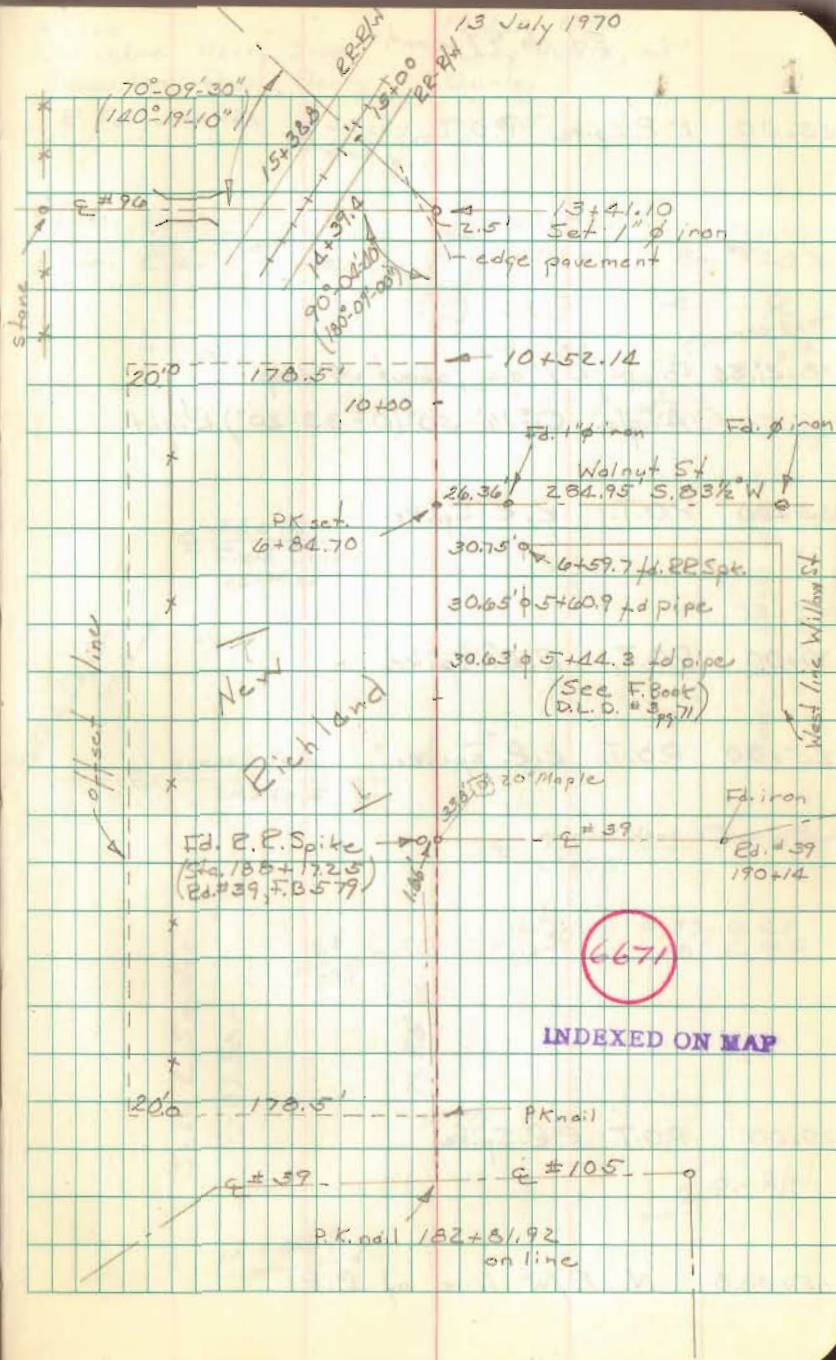 13 July 1970
1
70°-09'-30"
(140°-19'-10")
RR-R/W
15+00
RR-R/W
15+38.8
14+39.4
90°-04'-40"
(180°-09'-00")
℄ #96
stone
13+41.10
2.5'
Set 1" ϕ iron
edge pavement
10+52.14
20'
178.5'
10+00
Fd. 1"ϕ iron
Fd. ϕ iron
Walnut St
26.36'
284.95' S.83½°W
PK set.
6+84.70
30.75'
6+59.7 fd. RR Spk.
30.65' 5+60.9 fd pipe
30.63' 5+44.3 fd pipe
(See F. Book
D.L.D. #3 pg.71)
West line Willow St
offset line
New
Richland
20" Maple
Fd. iron
Fd. R.R. Spike
(Sta. 188+17.25
Rd. #39, F.B 579)
℄ #39
Rd. #39
190+14
6671
INDEXED ON MAP
20'
178.5'
PK nail
℄ #39
℄ #105
P.K. nail 182+81.92
on line